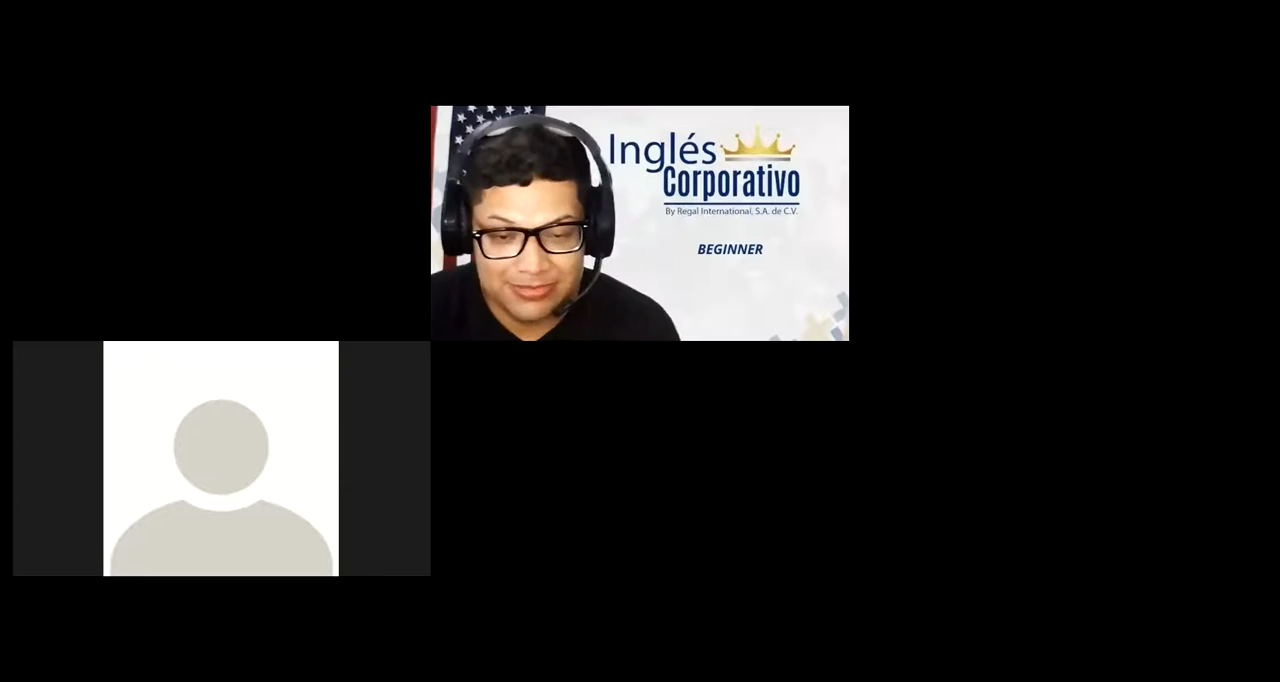 Inglés
Corporativo
By Regal International, S.A. de C.V.
BEGINNER